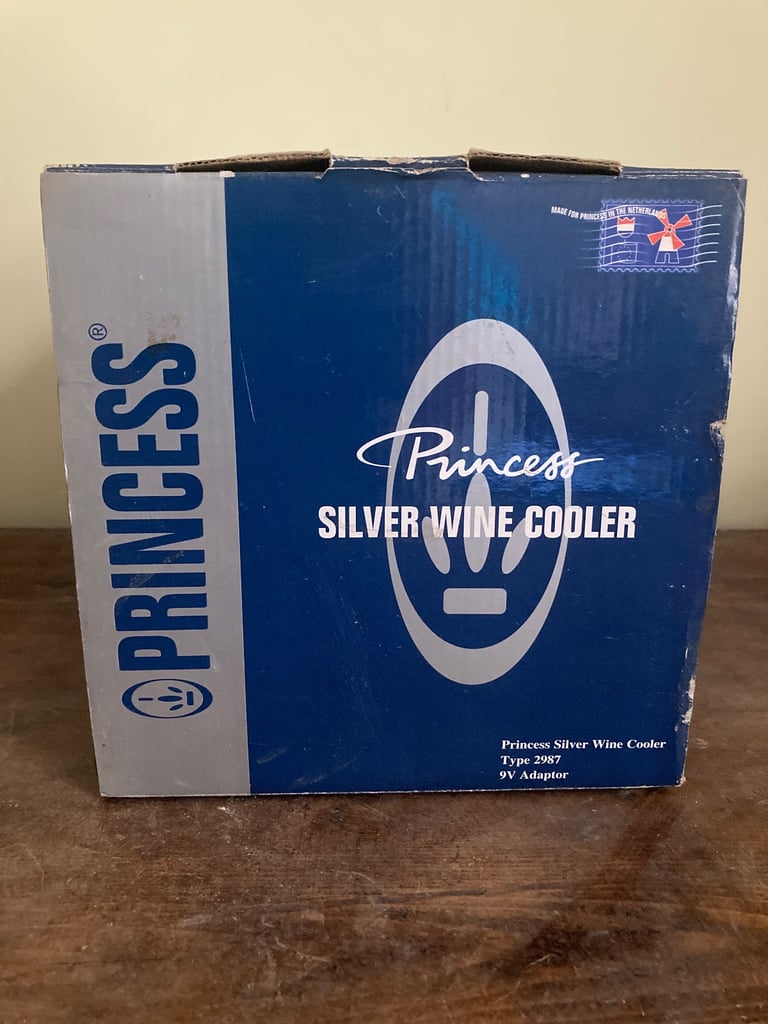 MADE FOR PRINCESS IN THE NETHERLANDS
PRINCESS®
Princess
SILVER WINE COOLER
Princess Silver Wine Cooler
Type 2987
9V Adaptor